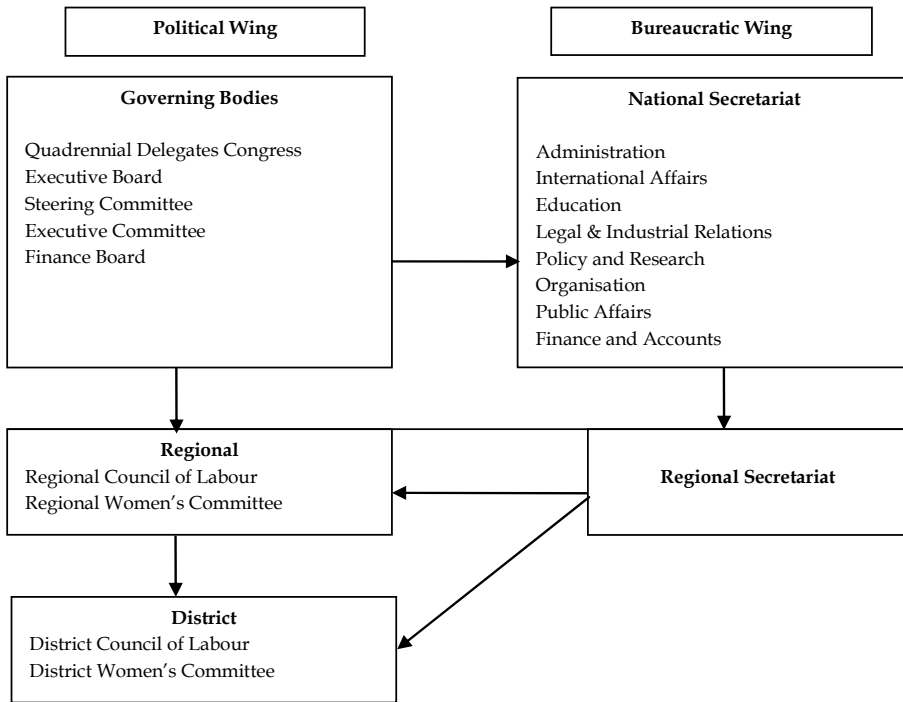 Political Wing
Bureaucratic Wing
Governing Bodies
Quadrennial Delegates Congress
Executive Board
Steering Committee
Executive Committee
Finance Board
National Secretariat
Administration
International Affairs
Education
Legal & Industrial Relations
Policy and Research
Organisation
Public Affairs
Finance and Accounts
Regional
Regional Council of Labour
Regional Women’s Committee
Regional Secretariat
District
District Council of Labour
District Women’s Committee